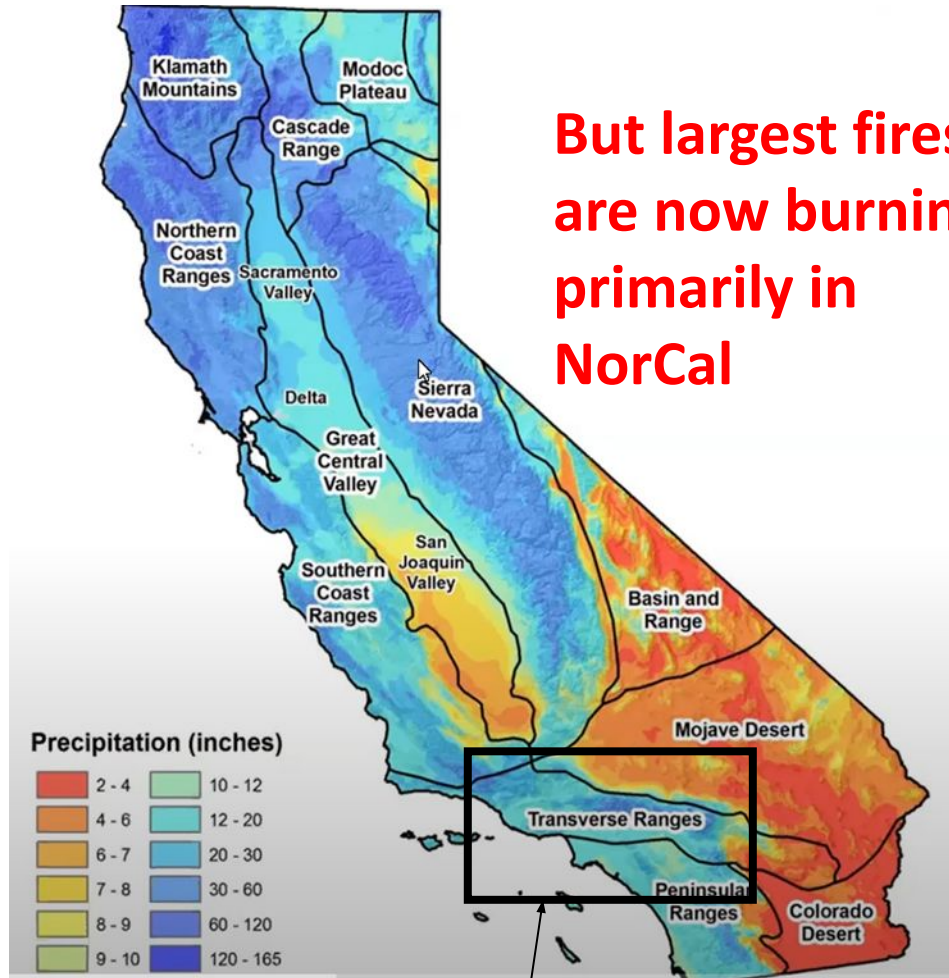 Klamath
Mountains
Modoc
Plateau
Cascade
Range
But largest fires
are now burnin
primarily in
NorCal
Northern
Coast
Ranges
Sacramento
Valley
Sierra
Nevada
Delta
Great
Central
Valley
San
Joaquin
Valley
Southern
Coast
Ranges
Basin and
Range
Mojave Desert
Transverse Ranges
Peninsular
Ranges
Colorado
Desert
Precipitation (inches)
2 - 4
10 - 12
4 - 6
12 - 20
6 - 7
20 - 30
7 - 8
30 - 60
8 - 9
60 - 120
9 - 10
120 - 165